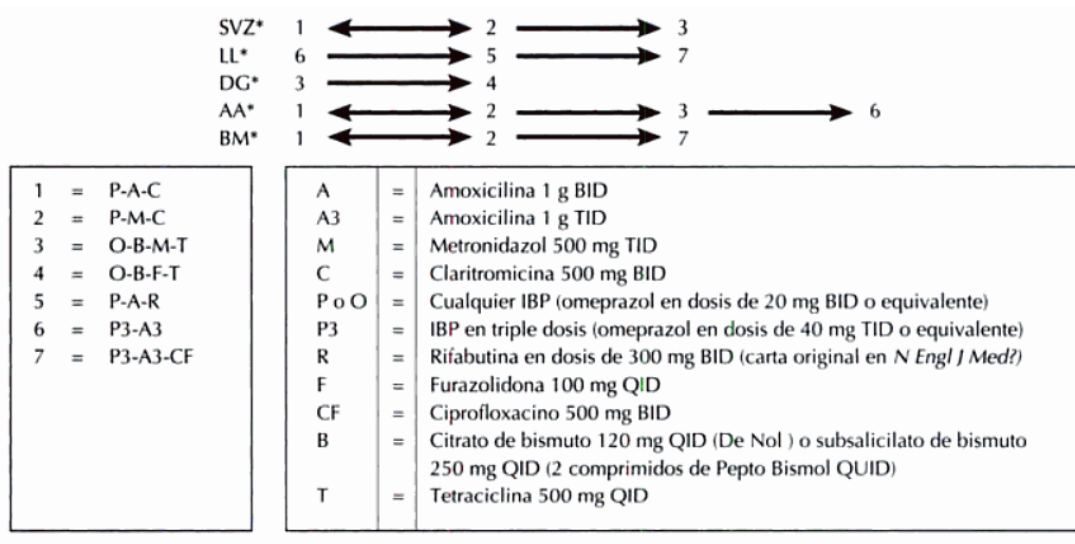 SVZ* 1 2 3
LL* 6 5 7
DG* 3 4
AA* 1 2 3 6
BM* 1 2 7
1 = P-A-C
2 = P-M-C
3 = O-B-M-T
4 = O-B-F-T
5 = P-A-R
6 = P3-A3
7 = P3-A3-CF
A = Amoxicilina 1 g BID
A3 = Amoxicilina 1 g TID
M = Metronidazol 500 mg TID
C = Claritromicina 500 mg BID
P o O = Cualquier IBP (omeprazol en dosis de 20 mg BID o equivalente)
P3 = IBP en triple dosis (omeprazol en dosis de 40 mg TID o equivalente)
R = Rifabutina en dosis de 300 mg BID (carta original en N Engl J Med?)
F = Furazolidona 100 mg QID
CF = Ciprofloxacino 500 mg BID
B = Citrato de bismuto 120 mg QID (De Nol ) o subsalicilato de bismuto
250 mg QID (2 comprimidos de Pepto Bismol QUID)
T = Tetraciclina 500 mg QID